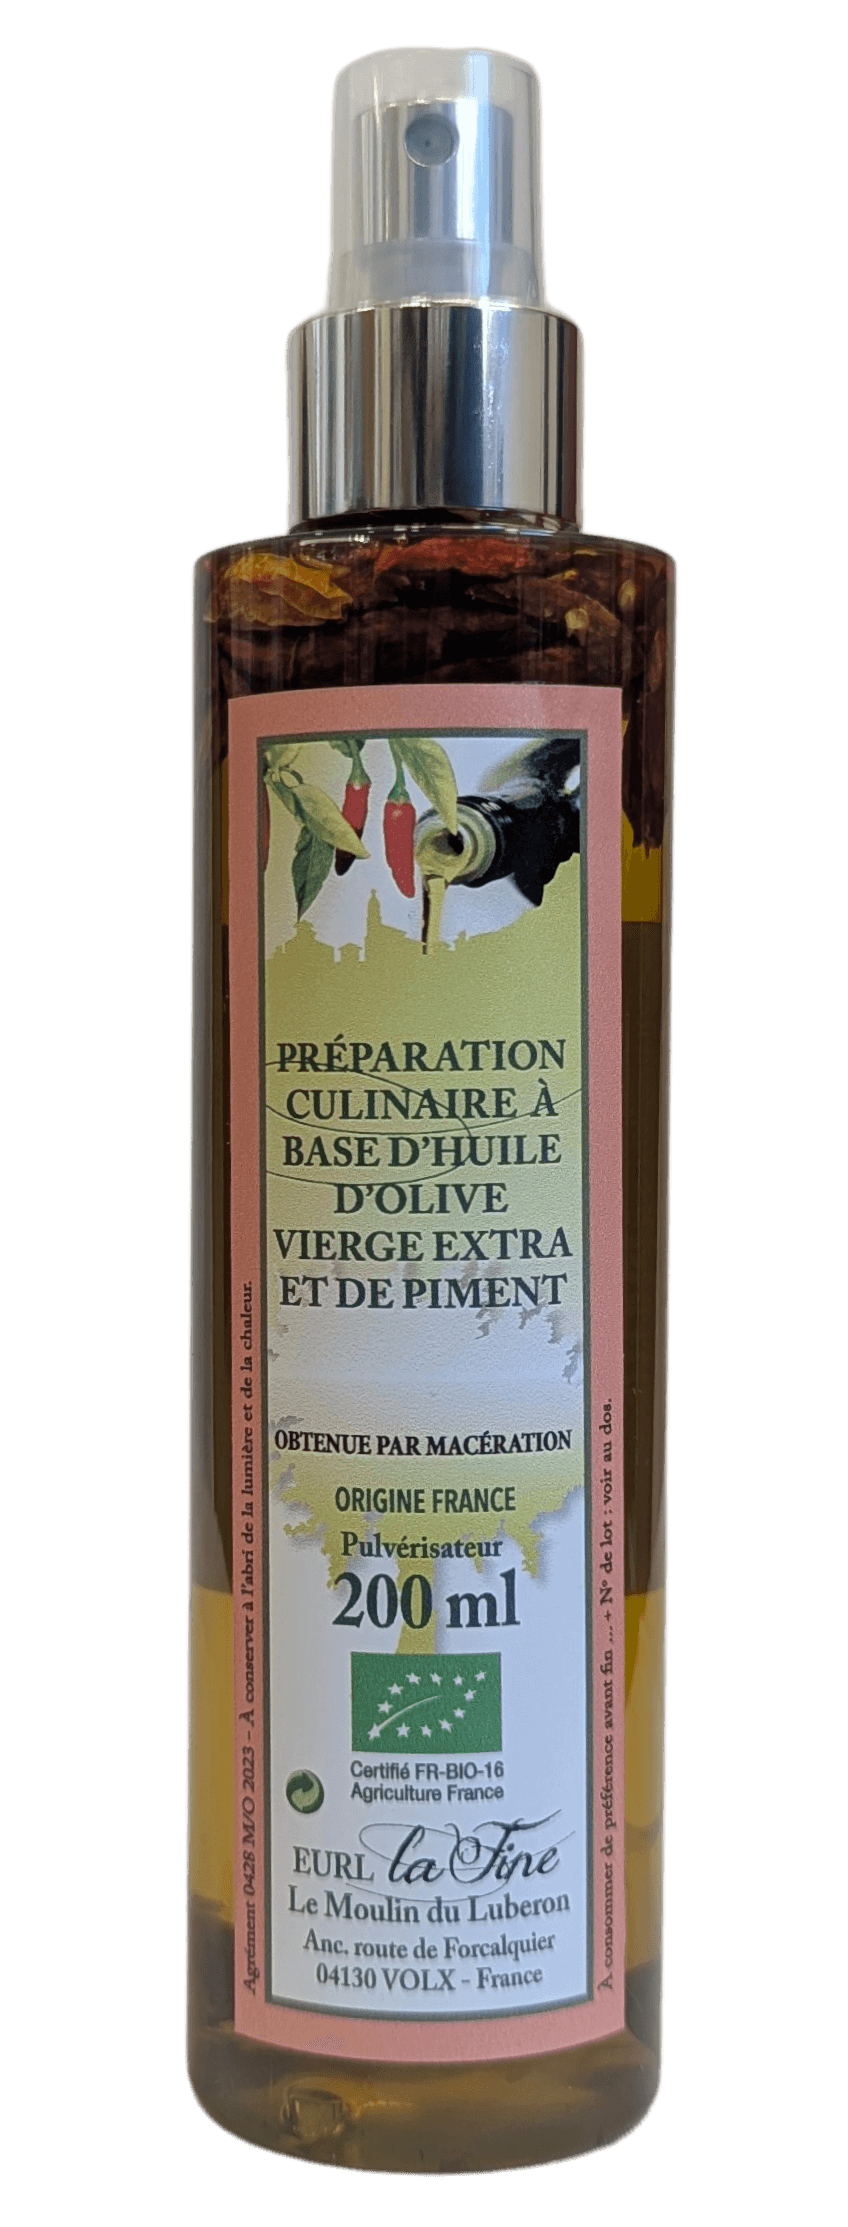 PRÉPARATION
CULINAIRE À
BASE D'HUILE
D'OLIVE
VIERGE EXTRA
ET DE PIMENT
OBTENUE PAR MACÉRATION
ORIGINE FRANCE
Pulvérisateur
200 ml
Certifié FR-BIO-16
Agriculture France
EURL la Fine
Le Moulin du Luberon
Anc. route de Forcalquier
04130 VOLX - France
Agrément 0428 M/O 2023 – À conserver à l'abri de la lumière et de la chaleur.
À consommer de préférence avant fin ... + N° de lot : voir au dos.